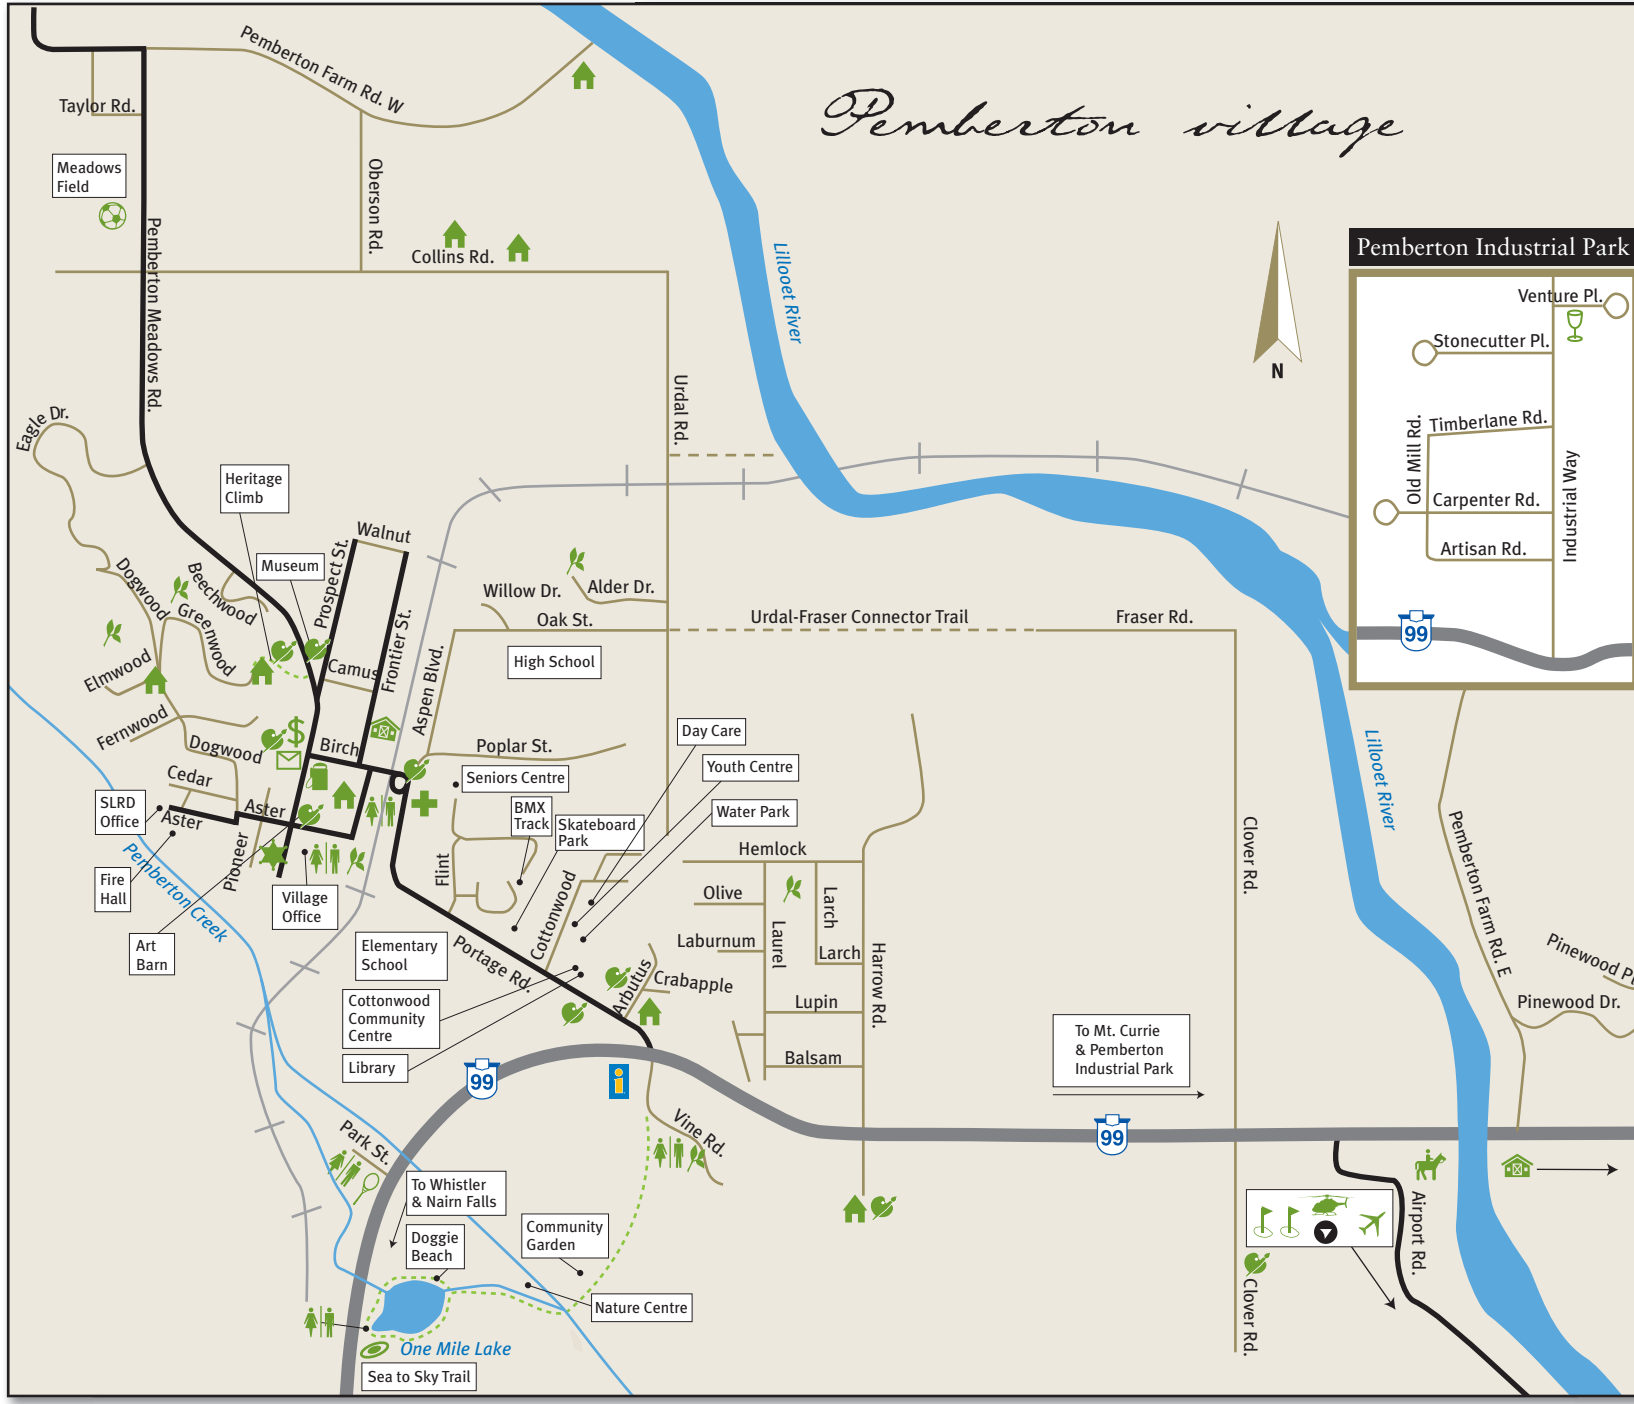 Pemberton village
Pemberton Farm Rd. W
Taylor Rd.
Meadows
Field
Oberson Rd.
Collins Rd.
Pemberton Meadows Rd.
Lillooet River
N
Pemberton Industrial Park
Venture Pl.
Stonecutter Pl.
Timberlane Rd.
Old Mill Rd.
Carpenter Rd.
Artisan Rd.
Industrial Way
99
Urdal Rd.
Eagle Dr.
Heritage
Climb
Walnut
Museum
Prospect St.
Frontier St.
Dogwood
Beechwood
Greenwood
Willow Dr.
Alder Dr.
Oak St.
Urdal-Fraser Connector Trail
Fraser Rd.
High School
Elmwood
Camus
Aspen Blvd.
Fernwood
Dogwood
Birch
Poplar St.
Day Care
Youth Centre
Water Park
Seniors Centre
Cedar
$
SLRD
Office
Aster
Aster
BMX
Track
Skateboard
Park
Lillooet River
Pemberton Creek
Pioneer
Fire
Hall
Village
Office
Flint
Cottonwood
Hemlock
Olive
Larch
Laurel
Laburnum
Larch
Harrow Rd.
Clover Rd.
Pemberton Farm Rd. E
Pinewood Dr.
Art
Barn
Elementary
School
Portage Rd.
Arbutus
Crabapple
Lupin
Balsam
Cottonwood
Community
Centre
Library
99
i
To Mt. Currie
& Pemberton
Industrial Park
99
Park St.
Vine Rd.
To Whistler
& Nairn Falls
Doggie
Beach
Community
Garden
Nature Centre
One Mile Lake
Sea to Sky Trail
Airport Rd.
Clover Rd.